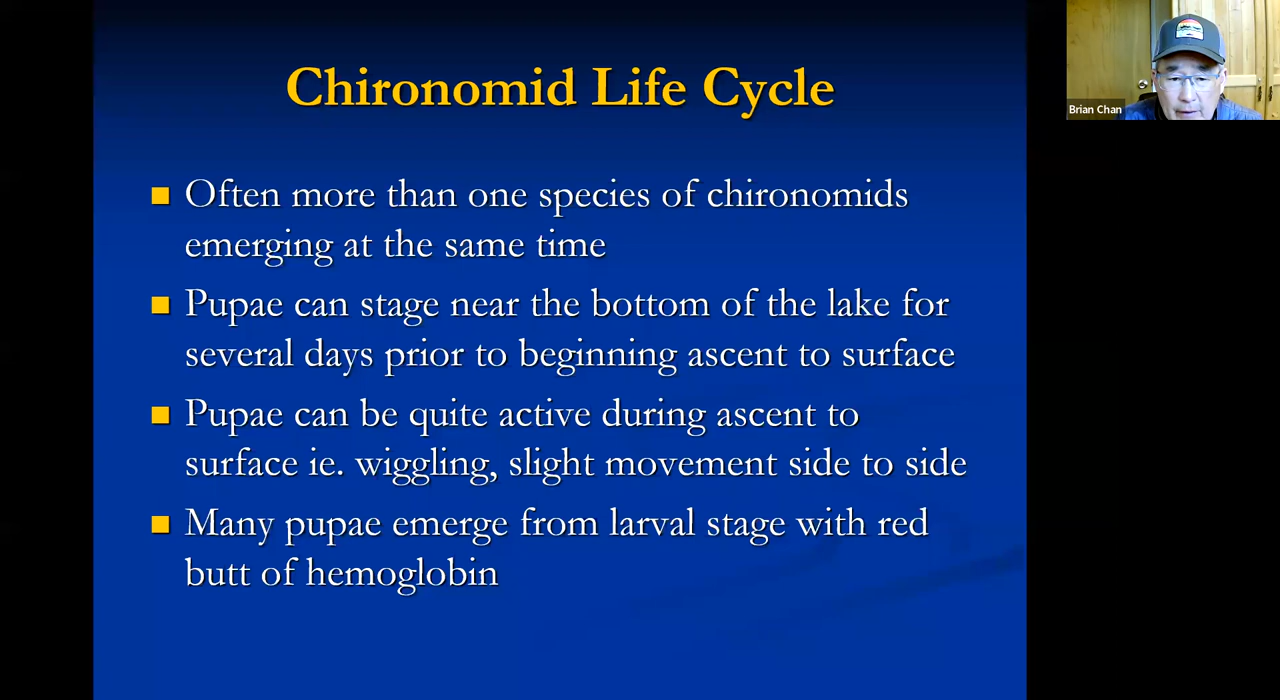 Chironomid Life Cycle
Often more than one species of chironomids
emerging at the same time
Pupae can stage near the bottom of the lake for
several days prior to beginning ascent to surface
Pupae can be quite active during ascent to
surface ie. wiggling, slight movement side to side
Many pupae emerge from larval stage with red
butt of hemoglobin
Brian Chan